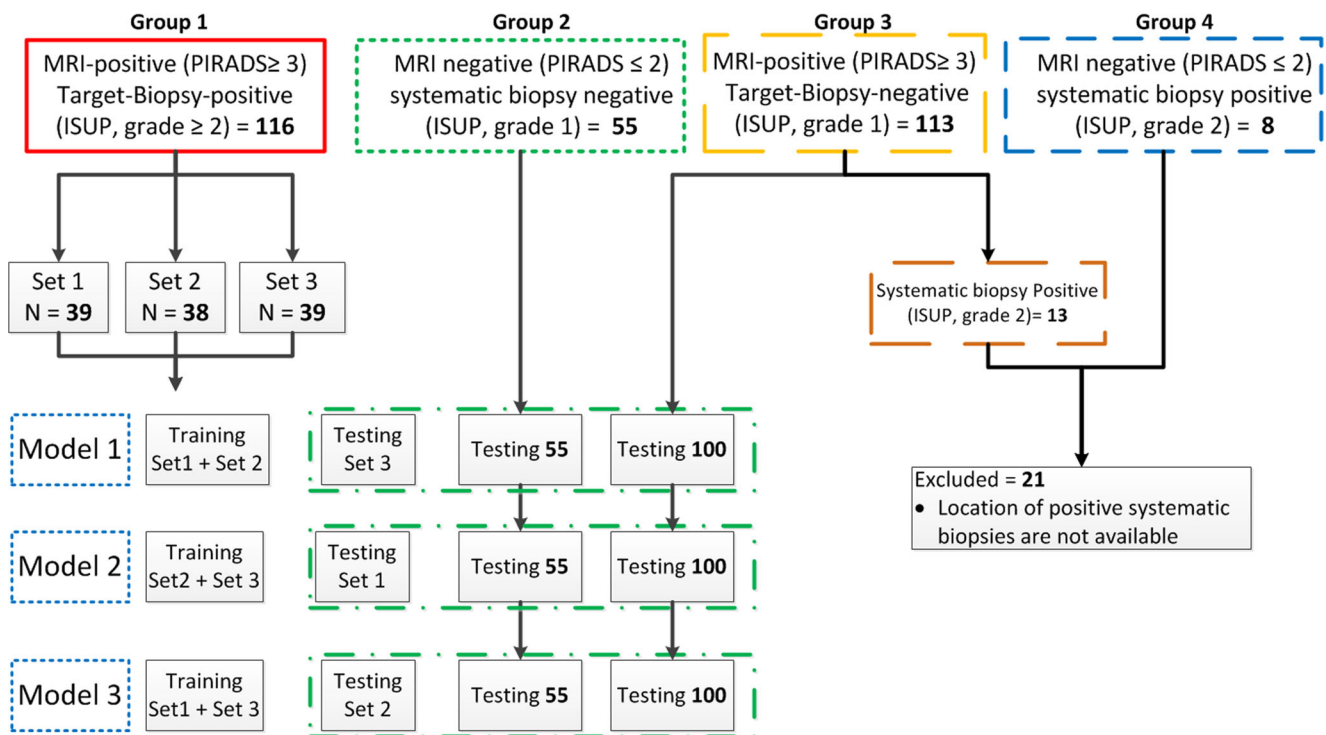 Group 1
MRI-positive (PIRADS≥ 3)
Target-Biopsy-positive
(ISUP, grade ≥ 2) = 116
Group 2
MRI negative (PIRADS ≤ 2)
systematic biopsy negative
(ISUP, grade 1) = 55
Group 3
MRI-positive (PIRADS≥ 3)
Target-Biopsy-negative
(ISUP, grade 1) = 113
Group 4
MRI negative (PIRADS ≤ 2)
systematic biopsy positive
(ISUP, grade 2) = 8
Set 1
N = 39
Set 2
N = 38
Set 3
N = 39
Systematic biopsy Positive
(ISUP, grade 2)= 13
Model 1
Training
Set1 + Set 2
Testing
Set 3
Testing 55
Testing 100
Excluded = 21
• Location of positive systematic
biopsies are not available
Model 2
Training
Set2 + Set 3
Testing
Set 1
Testing 55
Testing 100
Model 3
Training
Set1 + Set 3
Testing
Set 2
Testing 55
Testing 100